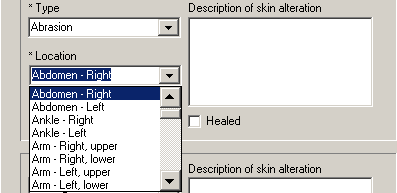 * Type
Description of skin alteration
Abrasion
* Location
Abdomen - Right
Abdomen - Right
Abdomen - Left
Ankle - Right
Ankle - Left
Arm - Right, upper
Arm - Right, lower
Arm - Left, upper
Arm - Left, lower
Healed
Description of skin alteration